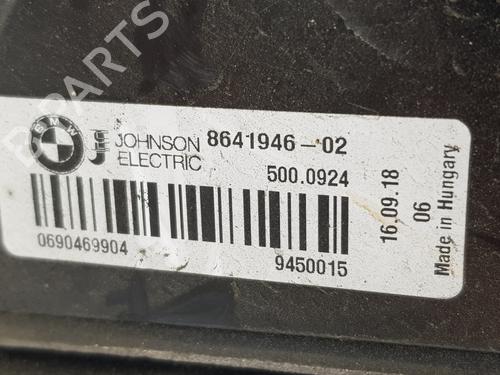 B PARTS
BMW
JOHNSON ELECTRIC
8641946-02
500.0924
0690469904
9450015
16.09.18
06
Made in Hungary